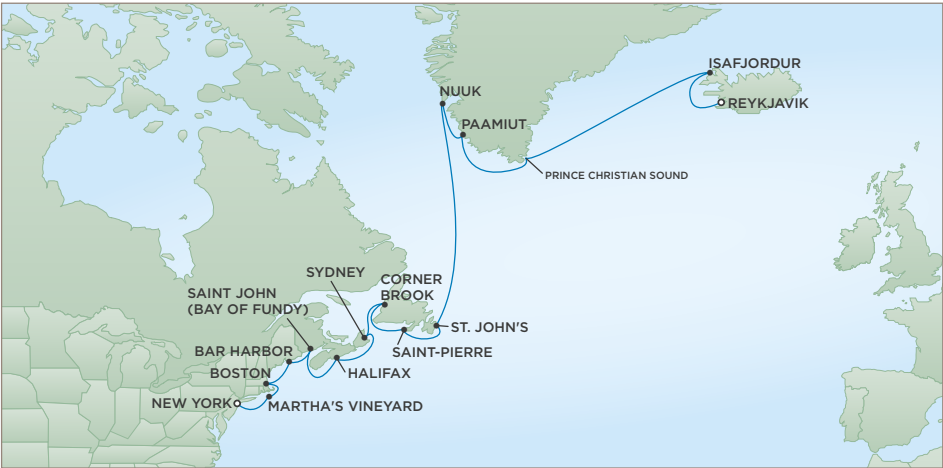 ISAFJORDUR
NUUK
REYKJAVIK
PAAMIUT
PRINCE CHRISTIAN SOUND
SYDNEY
CORNER
BROOK
SAINT JOHN
(BAY OF FUNDY)
ST. JOHN'S
BAR HARBOR
SAINT-PIERRE
BOSTON
HALIFAX
NEW YORK
MARTHA'S VINEYARD